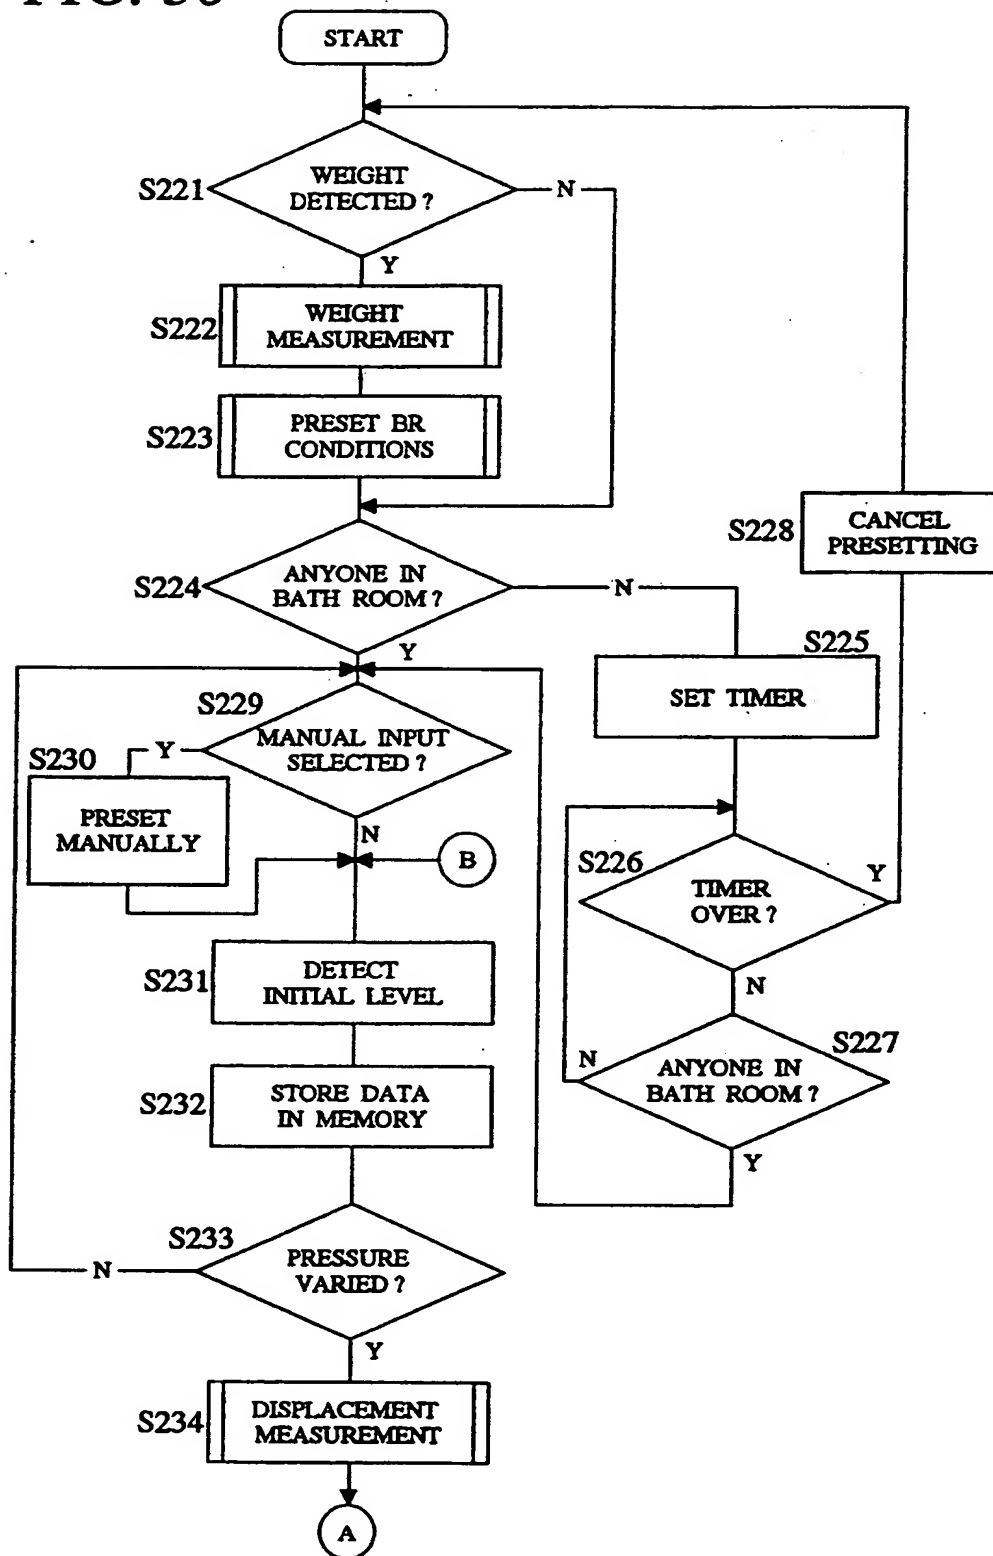 START
S221
WEIGHT
DETECTED ?
N
Y
S222
WEIGHT
MEASUREMENT
S223
PRESET BR
CONDITIONS
S228
CANCEL
PRESETTING
S224
ANYONE IN
BATH ROOM ?
N
Y
S225
SET TIMER
S229
MANUAL INPUT
SELECTED ?
Y
N
S230
PRESET
MANUALLY
B
S226
TIMER
OVER ?
Y
N
S231
DETECT
INITIAL LEVEL
S227
ANYONE IN
BATH ROOM ?
N
Y
S232
STORE DATA
IN MEMORY
S233
PRESSURE
VARIED ?
N
Y
S234
DISPLACEMENT
MEASUREMENT
A